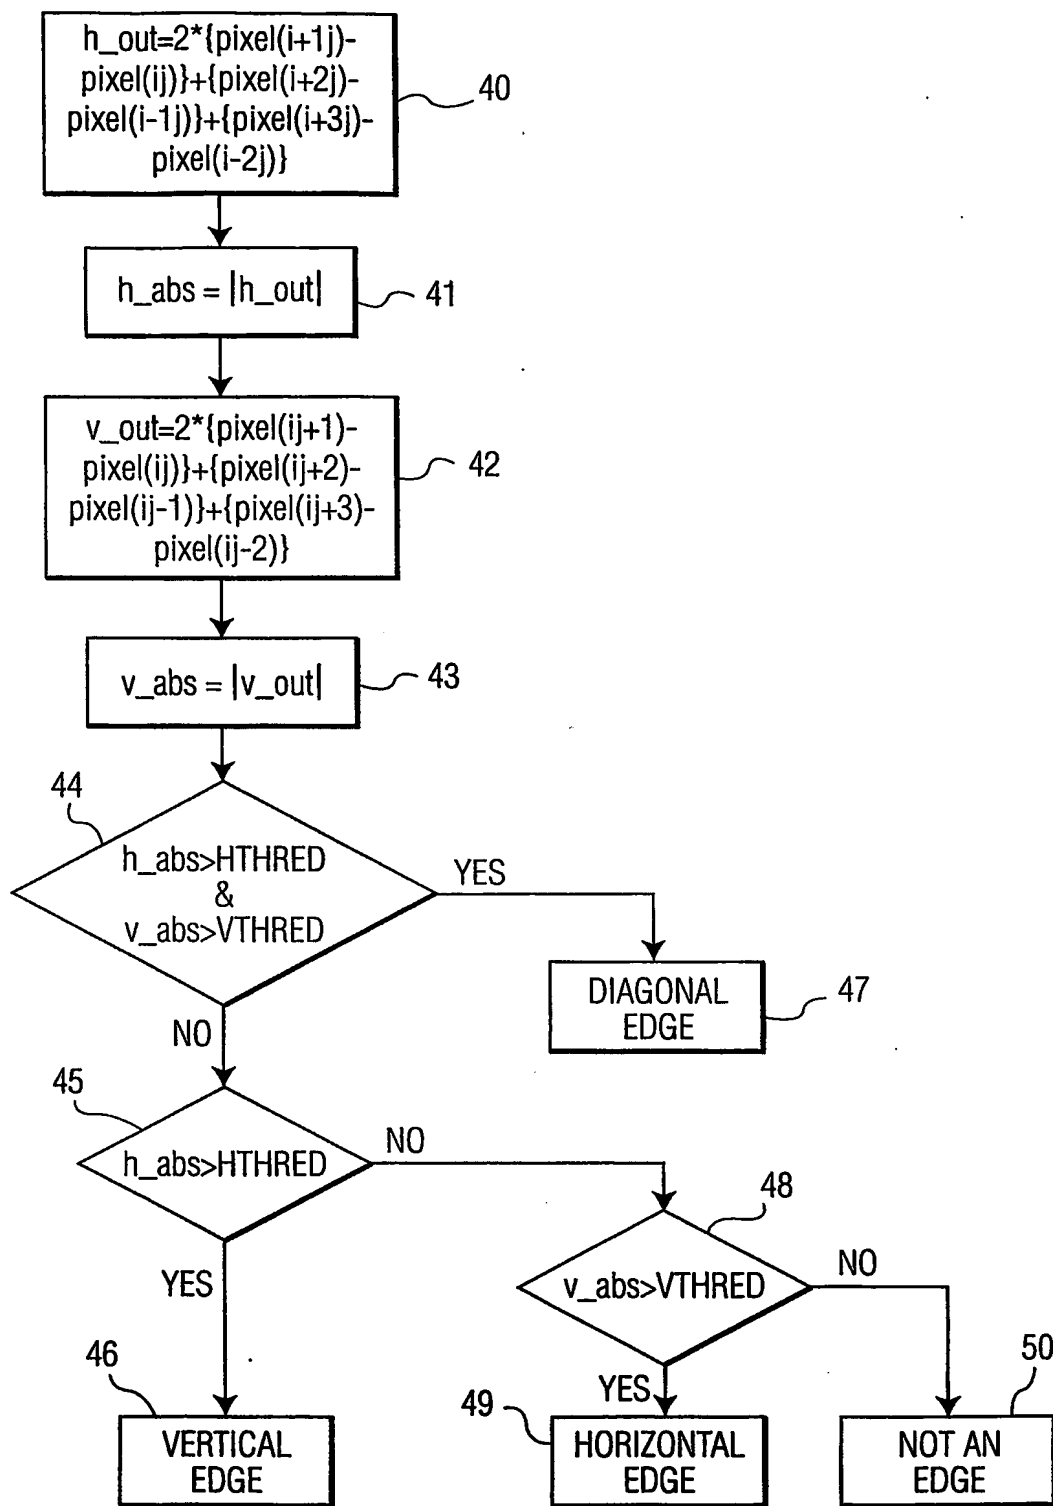 h_out=2*{pixel(i+1j)-
pixel(ij)}+{pixel(i+2j)-
pixel(i-1j)}+{pixel(i+3j)-
pixel(i-2j)}
40
h_abs = |h_out|
41
v_out=2*{pixel(ij+1)-
pixel(ij)}+{pixel(ij+2)-
pixel(ij-1)}+{pixel(ij+3)-
pixel(ij-2)}
42
v_abs = |v_out|
43
44
h_abs>HTHRED
&
v_abs>VTHRED
YES
DIAGONAL
EDGE
47
NO
45
h_abs>HTHRED
NO
48
v_abs>VTHRED
NO
YES
46
VERTICAL
EDGE
YES
49
HORIZONTAL
EDGE
50
NOT AN
EDGE